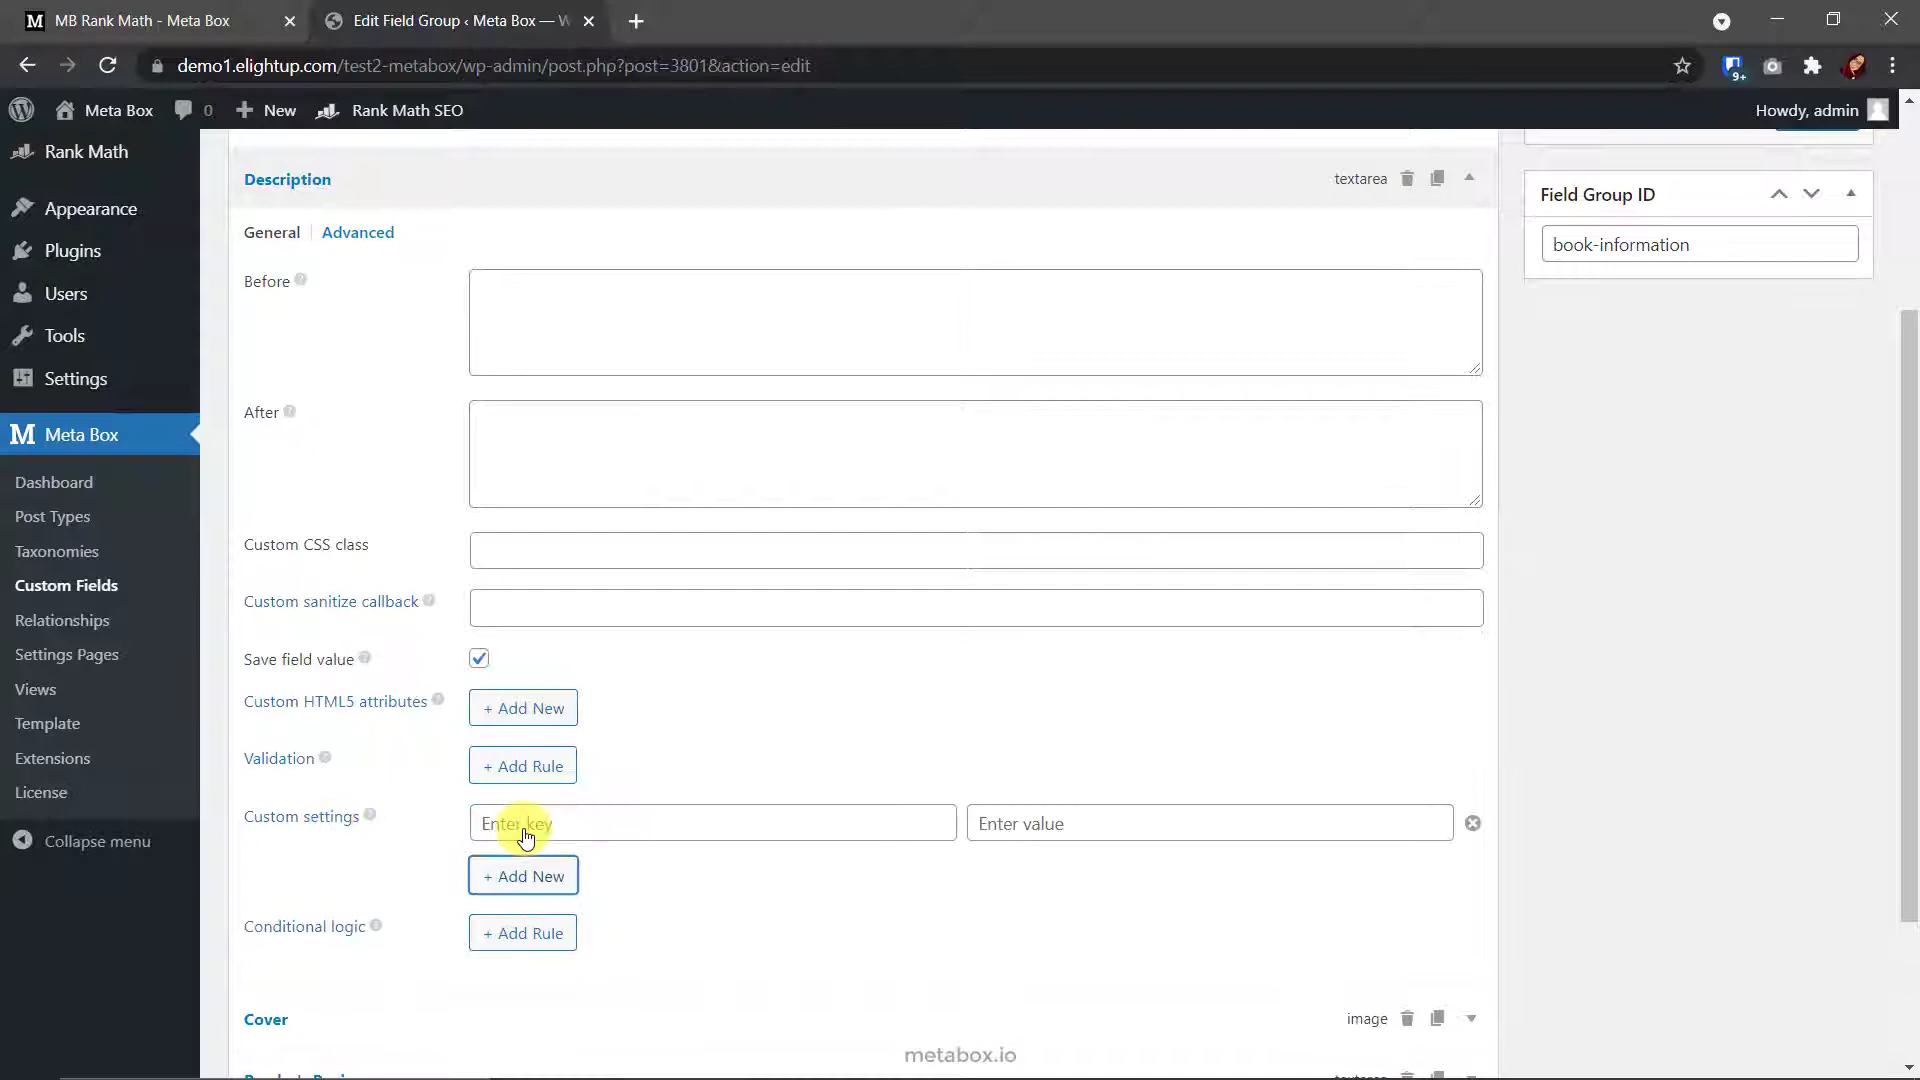 MB Rank Math - Meta Box
Edit Field Group ‹ Meta Box —
demo1.elightup.com/test2-metabox/wp-admin/post.php?post=3801&action=edit
9+
Meta Box
0
New
Rank Math SEO
Howdy, admin
Rank Math
Appearance
Plugins
Users
Tools
Settings
Meta Box
Dashboard
Post Types
Taxonomies
Custom Fields
Relationships
Settings Pages
Views
Template
Extensions
License
Collapse menu
Description
textarea
General
Advanced
Before
After
Custom CSS class
Custom sanitize callback
Save field value
Custom HTML5 attributes
+ Add New
Validation
+ Add Rule
Custom settings
Enter key
Enter value
+ Add New
Conditional logic
+ Add Rule
Cover
image
metabox.io
Field Group ID
book-information